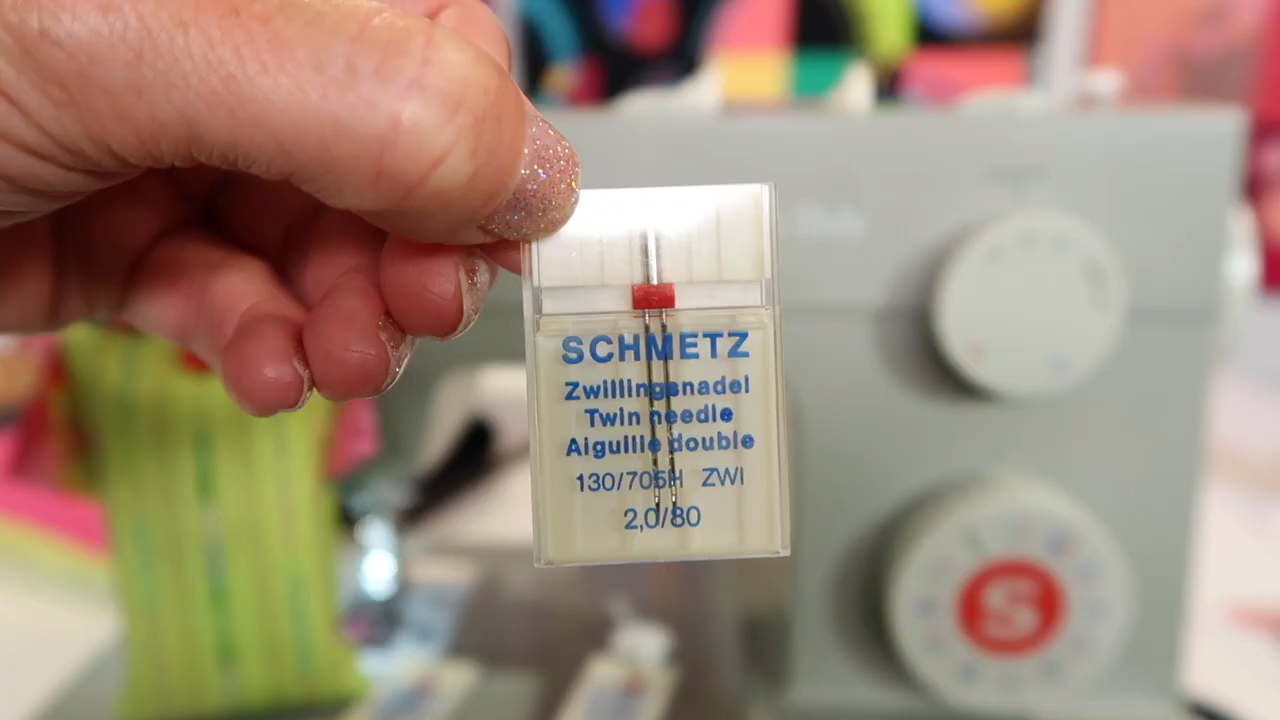 SCHMETZ
Zwillingsnadel
Twin needle
Aiguille double
130/705H ZWI
2,0/80
S